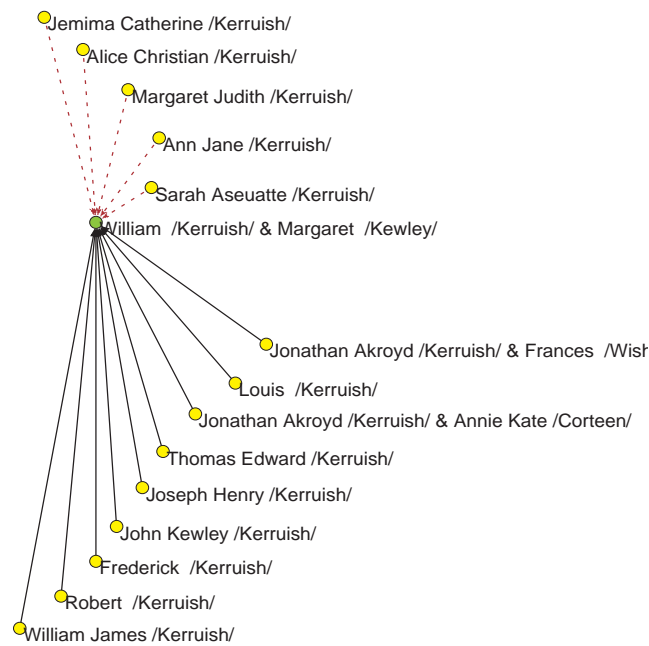 Jemima Catherine /Kerruish/
Alice Christian /Kerruish/
Margaret Judith /Kerruish/
Ann Jane /Kerruish/
Sarah Aseuatte /Kerruish/
William /Kerruish/ & Margaret /Kewley/
Jonathan Akroyd /Kerruish/ & Frances /Wish
Louis /Kerruish/
Jonathan Akroyd /Kerruish/ & Annie Kate /Corteen/
Thomas Edward /Kerruish/
Joseph Henry /Kerruish/
John Kewley /Kerruish/
Frederick /Kerruish/
Robert /Kerruish/
William James /Kerruish/